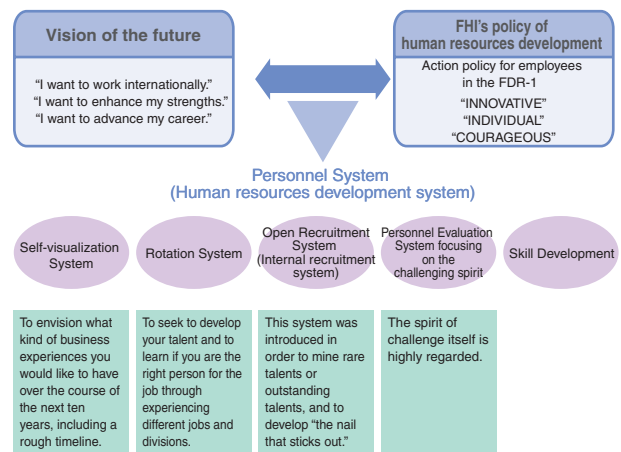 Vision of the future
“I want to work internationally.”
“I want to enhance my strengths.”
“I want to advance my career.”
FHI’s policy of
human resources development
Action policy for employees
in the FDR-1
“INNOVATIVE”
“INDIVIDUAL”
“COURAGEOUS”
Personnel System
(Human resources development system)
Self-visualization
System
Rotation System
Open Recruitment
System
(Internal recruitment
system)
Personnel Evaluation
System focusing
on the
challenging spirit
Skill Development
To envision what
kind of business
experiences you
would like to have
over the course of
the next ten
years, including a
rough timeline.
To seek to develop
your talent and to
learn if you are the
right person for the
job through
experiencing
different jobs and
divisions.
This system was
introduced in
order to mine rare
talents or
outstanding
talents, and to
develop “the nail
that sticks out.”
The spirit of
challenge itself is
highly regarded.